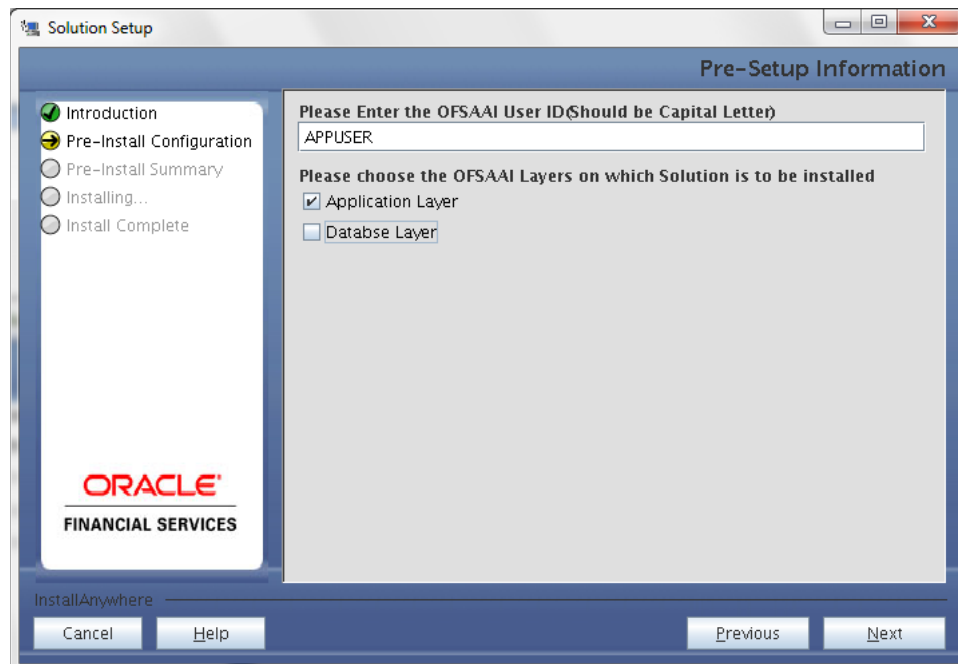 Solution Setup
Pre-Setup Information
Introduction
Pre-Install Configuration
Pre-Install Summary
Installing...
Install Complete
ORACLE®
FINANCIAL SERVICES
Please Enter the OFSAAI User ID(Should be Capital Letter)
APPUSER
Please choose the OFSAAI Layers on which Solution is to be installed
Application Layer
Databse Layer
InstallAnywhere
Cancel
Help
Previous
Next